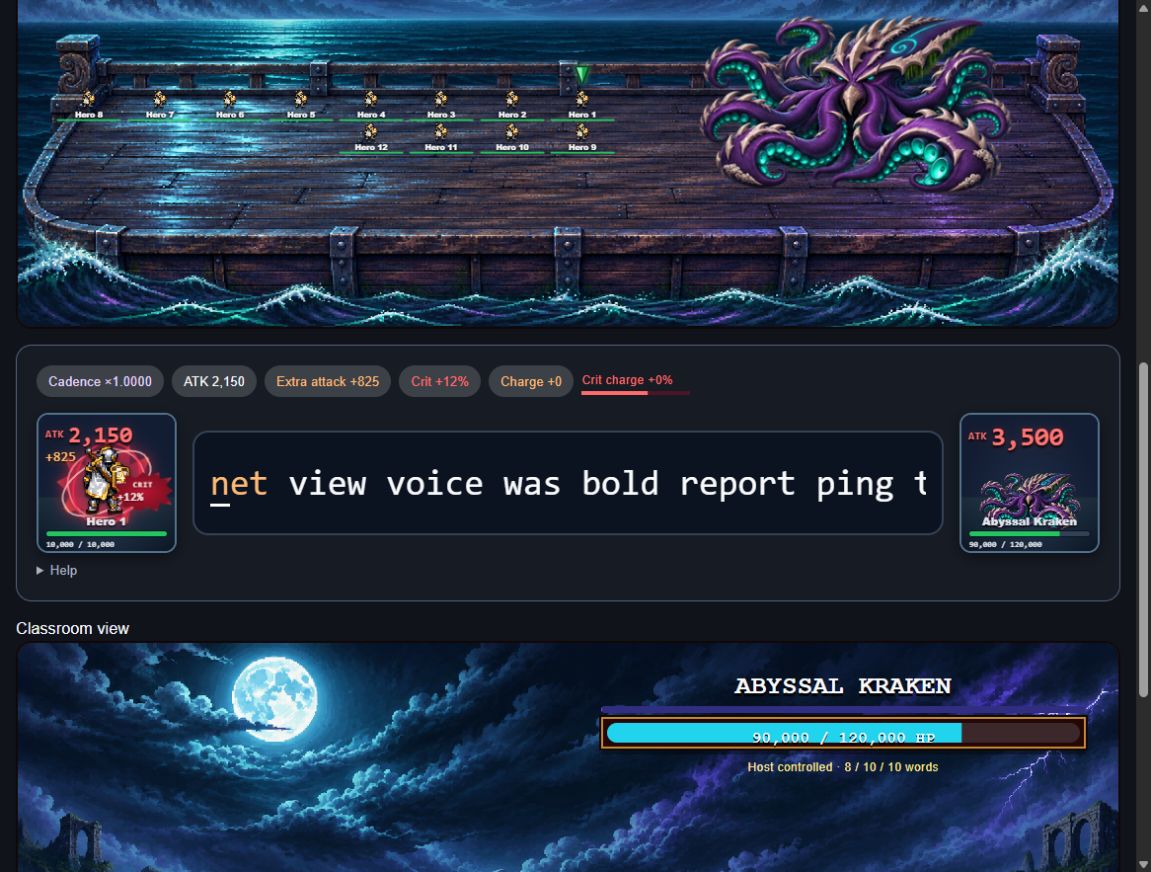 Hero 8 Hero 7 Hero 6 Hero 5 Hero 4 Hero 3 Hero 2 Hero 1
Hero 12 Hero 11 Hero 10 Hero 9
Cadence ×1.0000 ATK 2,150 Extra attack +825 Crit +12% Charge +0 Crit charge +0%
ATK 2,150
+825
CRIT
+12%
Hero 1
10,000 / 10,000
net view voice was bold report ping t
ATK 3,500
Abyssal Kraken
90,000 / 120,000
Help
Classroom view
ABYSSAL KRAKEN
90,000 / 120,000 HP
Host controlled · 8 / 10 / 10 words